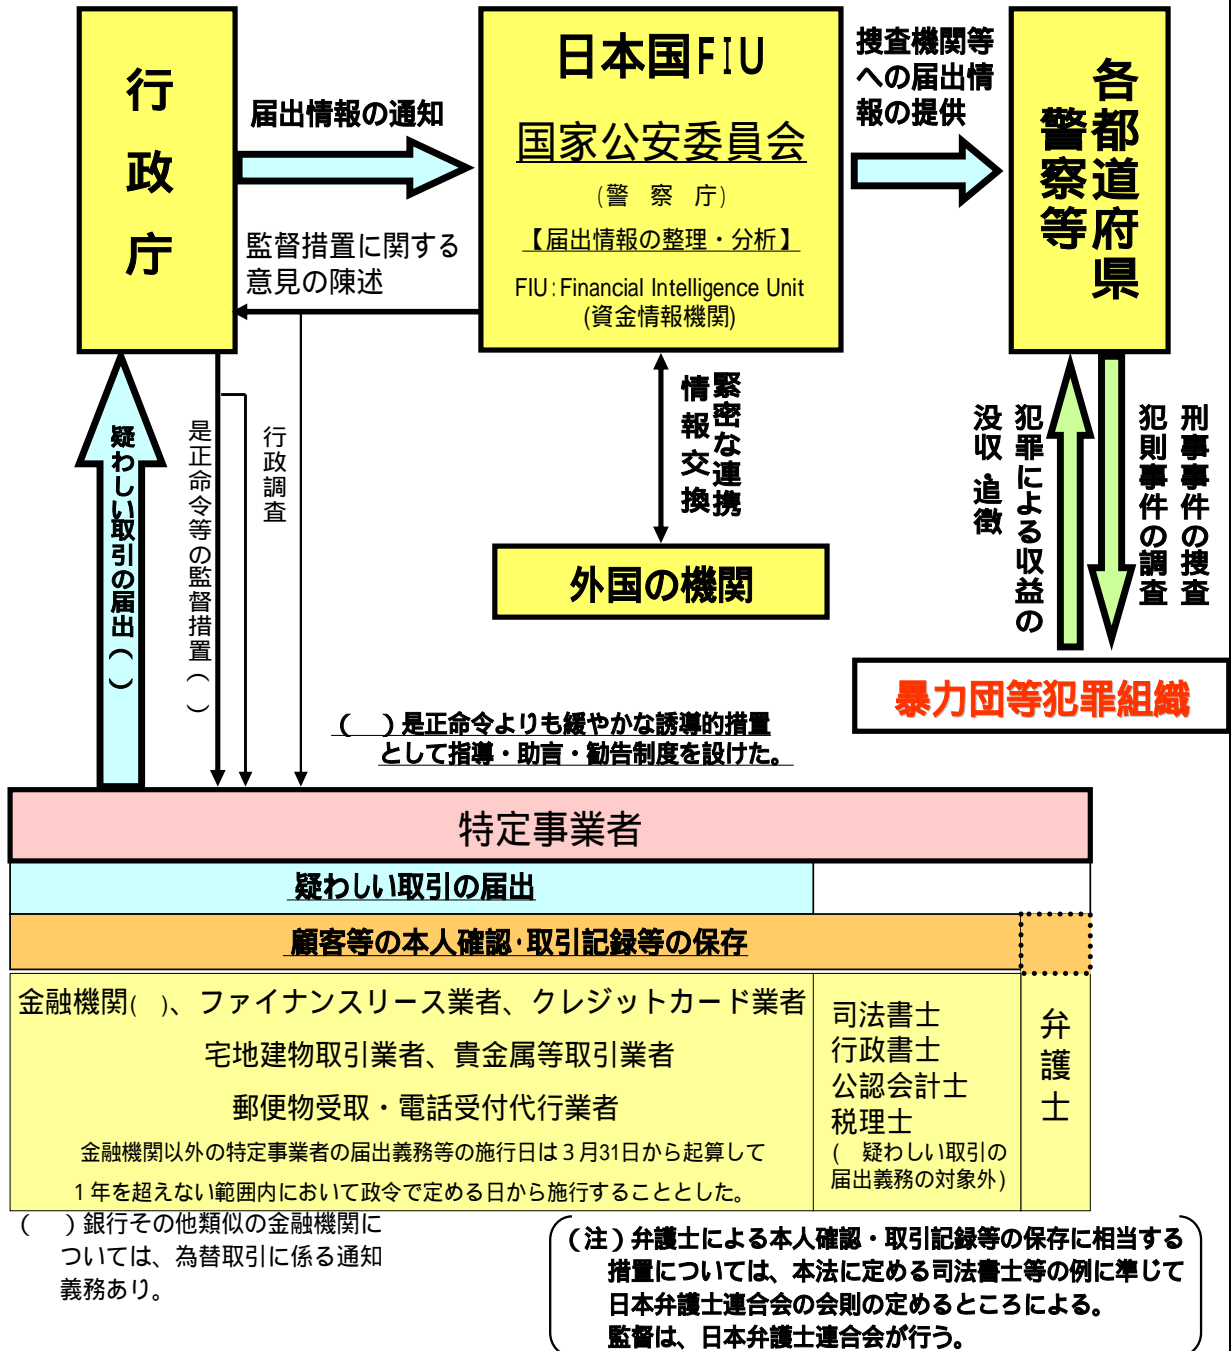 行政庁
届出情報の通知
監督措置に関する
意見の陳述
日本国FIU
国家公安委員会
(警 察 庁)
【届出情報の整理・分析】
FIU:Financial Intelligence Unit
(資金情報機関)
捜査機関等
への届出情
報の提供
各都道府県
警察等
疑わしい取引の届出( )
是正命令等の監督措置( )
行政調査
緊密な連携
情報交換
外国の機関
刑事事件の捜査
犯則事件の調査
犯罪による収益の
没収・追徴
暴力団等犯罪組織
( )是正命令よりも緩やかな誘導的措置
として指導・助言・勧告制度を設けた。
特定事業者
疑わしい取引の届出
顧客等の本人確認・取引記録等の保存
金融機関( )、ファイナンスリース業者、クレジットカード業者
宅地建物取引業者、貴金属等取引業者
郵便物受取・電話受付代行業者
金融機関以外の特定事業者の届出義務等の施行日は3月31日から起算して
1年を超えない範囲内において政令で定める日から施行することとした。
司法書士
行政書士
公認会計士
税理士
( 疑わしい取引の
届出義務の対象外)
弁護士
( )銀行その他類似の金融機関に
ついては、為替取引に係る通知
義務あり。
(注)弁護士による本人確認・取引記録等の保存に相当する
措置については、本法に定める司法書士等の例に準じて
日本弁護士連合会の会則の定めるところによる。
監督は、日本弁護士連合会が行う。